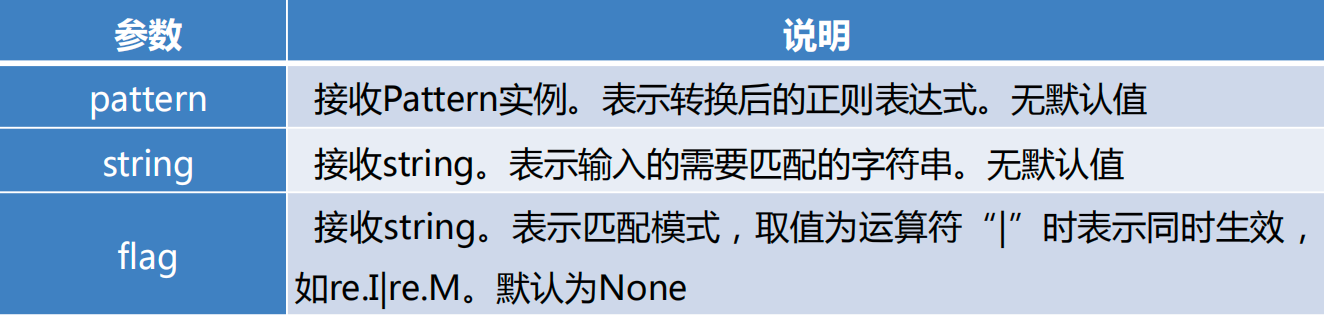 参数 说明
pattern 接收Pattern实例。表示转换后的正则表达式。无默认值
string 接收string。表示输入的需要匹配的字符串。无默认值
flag 接收string。表示匹配模式，取值为运算符“|”时表示同时生效，
如re.I|re.M。默认为None